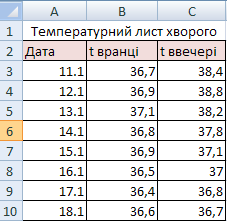 A B C
1 Температурний лист хворого
2 Дата t вранці t ввечері
3 11.1 36,7 38,4
4 12.1 36,9 38,8
5 13.1 37,1 38,2
6 14.1 36,8 37,8
7 15.1 36,9 37,1
8 16.1 36,5 37
9 17.1 36,4 36,8
10 18.1 36,6 36,7